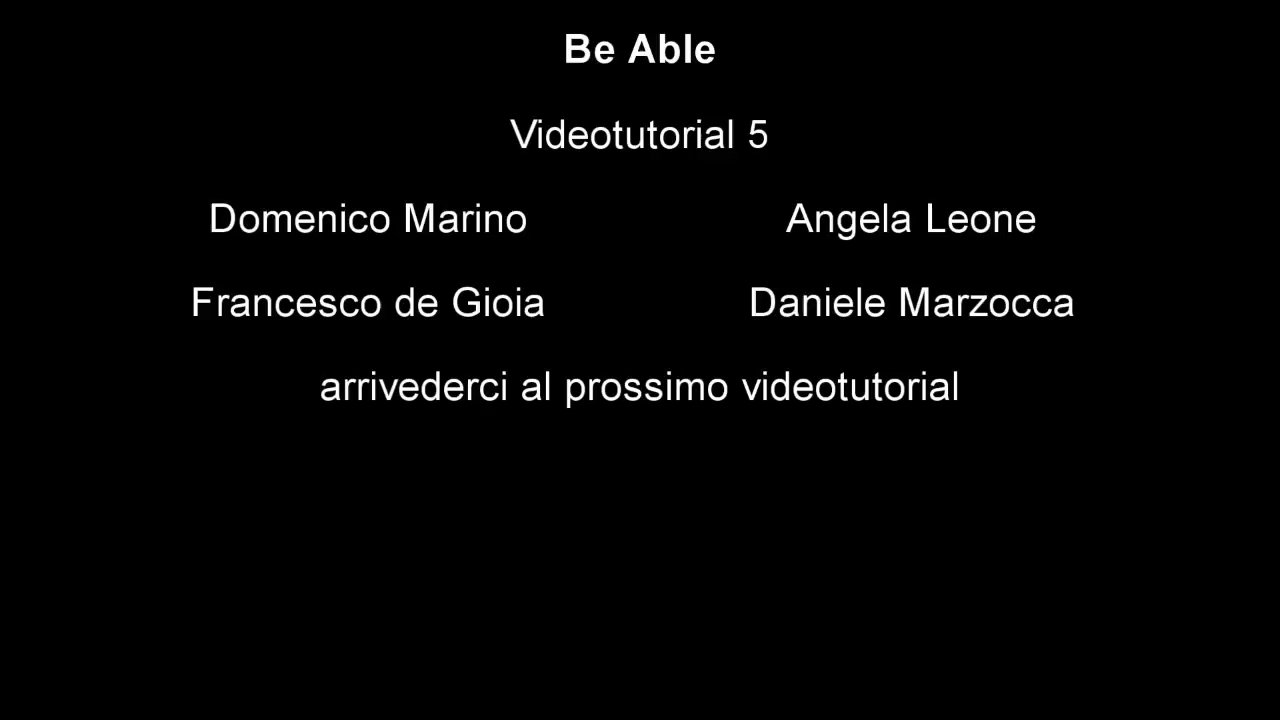 Be Able
Videotutorial 5
Domenico Marino Angela Leone
Francesco de Gioia Daniele Marzocca
arrivederci al prossimo videotutorial